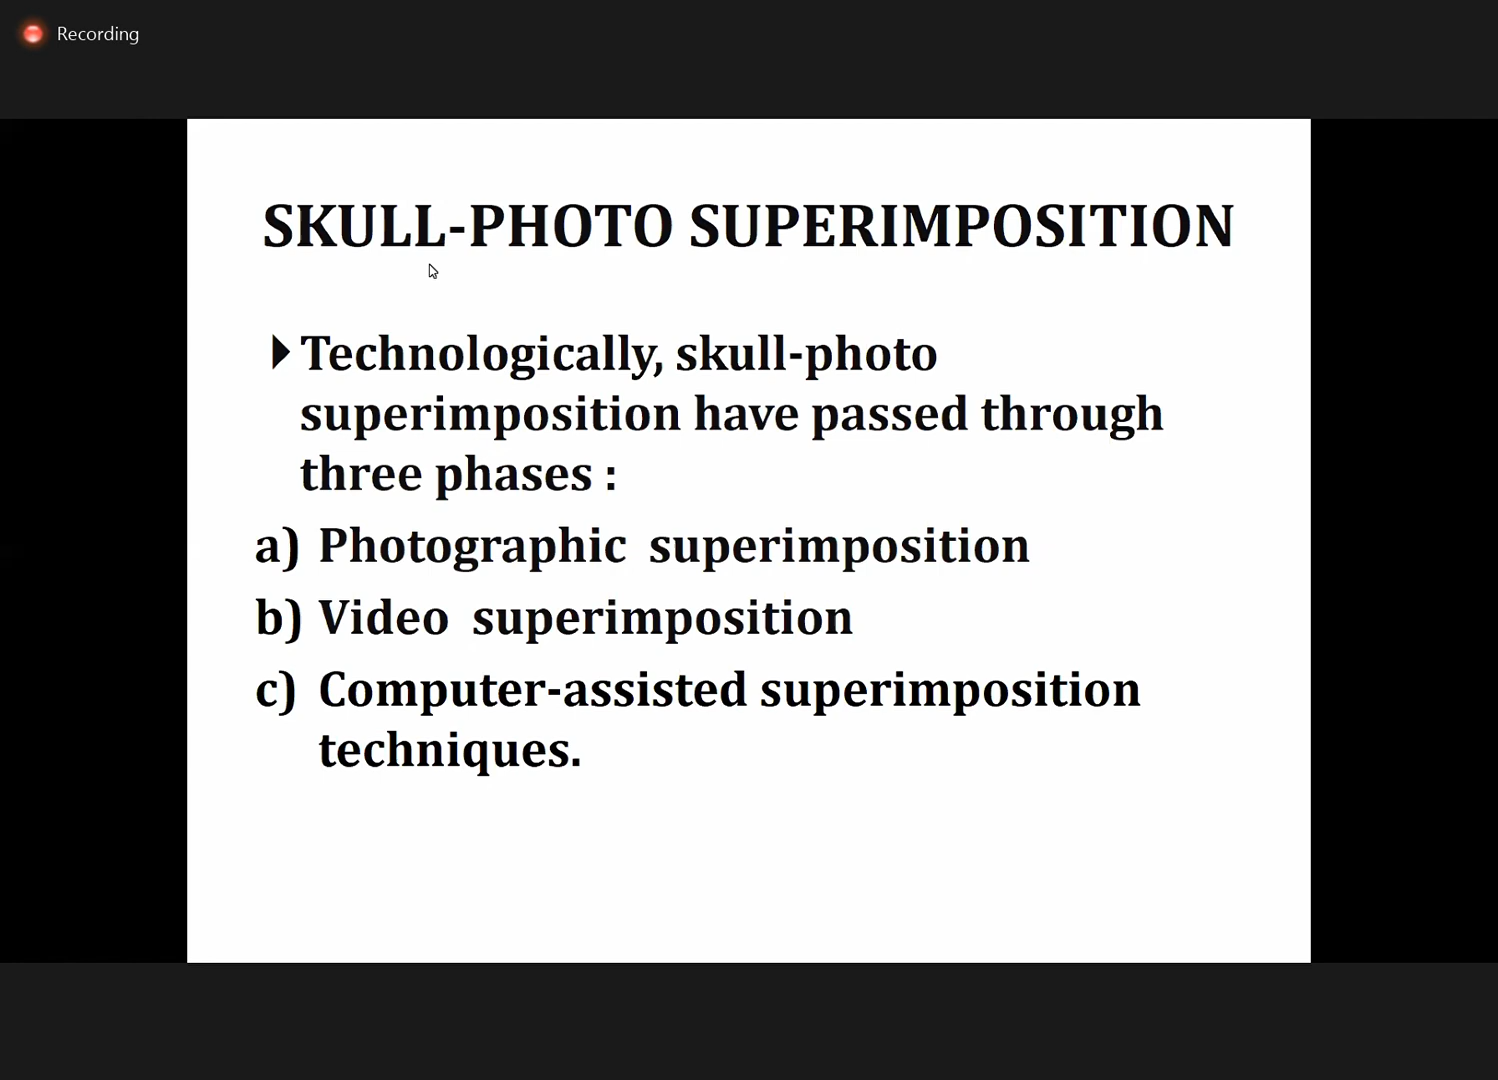 Recording
SKULL-PHOTO SUPERIMPOSITION
Technologically, skull-photo
superimposition have passed through
three phases :
a) Photographic superimposition
b) Video superimposition
c) Computer-assisted superimposition
techniques.